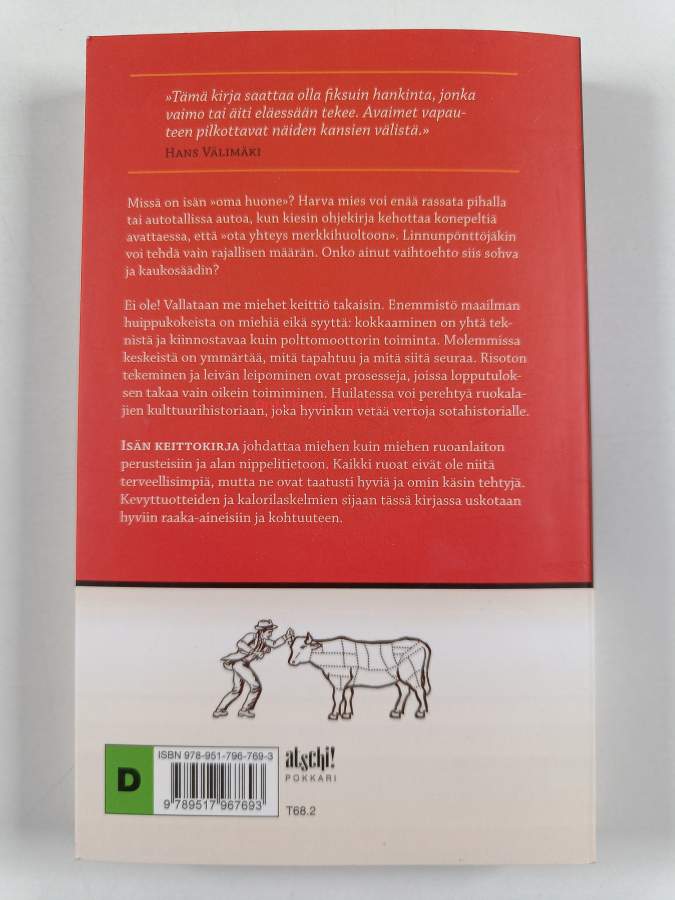 »Tämä kirja saattaa olla fiksuin hankinta, jonka
vaimo tai äiti eläessään tekee. Avaimet vapau-
teen pilkottavat näiden kansien välistä.»
Hans Välimäki
Missä on isän »oma huone»? Harva mies voi enää rassata pihalla
tai autotallissa autoa, kun kiesin ohjekirja kehottaa konepeltiä
avattaessa, että »ota yhteys merkkihuoltoon». Linnunpönttöjäkin
voi tehdä vain rajallisen määrän. Onko ainut vaihtoehto siis sohva
ja kaukosäädin?
Ei ole! Vallataan me miehet keittiö takaisin. Enemmistö maailman
huippukokeista on miehiä eikä syyttä: kokkaaminen on yhtä tek-
nistä ja kiinnostavaa kuin polttomoottorin toiminta. Molemmissa
keskeistä on ymmärtää, mitä tapahtuu ja mitä siitä seuraa. Risoton
tekeminen ja leivän leipominen ovat prosesseja, joissa lopputulok-
sen takaa vain oikein toimiminen. Huilatessa voi perehtyä ruokala-
jien kulttuurihistoriaan, joka hyvinkin vetää vertoja sotahistorialle.
Isän keittokirja johdattaa miehen kuin miehen ruoanlaiton
perusteisiin ja alan nippelitietoon. Kaikki ruoat eivät ole niitä
terveellisimpiä, mutta ne ovat taatusti hyviä ja omin käsin tehtyjä.
Kevyttuotteiden ja kalorilaskelmien sijaan tässä kirjassa uskotaan
hyviin raaka-aineisiin ja kohtuuteen.
D
ISBN 978-951-796-769-3
9 789517 967693
atschi!
POKKARI
T68.2